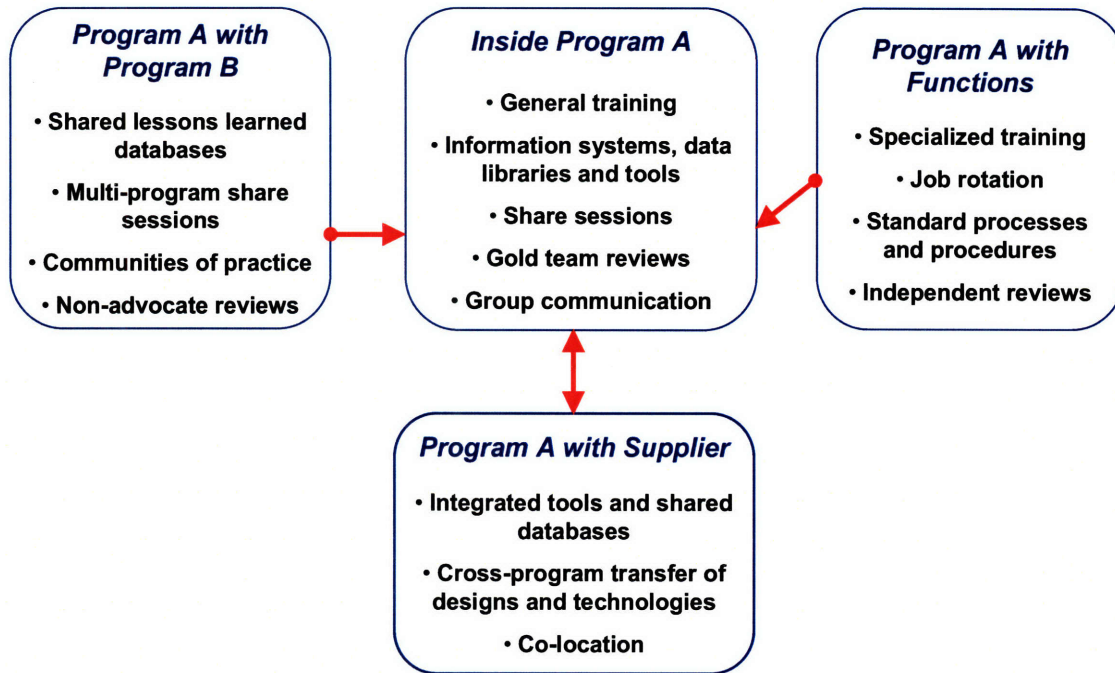 Program A with
Program B
• Shared lessons learned
databases
• Multi-program share
sessions
• Communities of practice
• Non-advocate reviews
Inside Program A
• General training
• Information systems, data
libraries and tools
• Share sessions
• Gold team reviews
• Group communication
Program A with
Functions
• Specialized training
• Job rotation
• Standard processes
and procedures
• Independent reviews
Program A with Supplier
• Integrated tools and shared
databases
• Cross-program transfer of
designs and technologies
• Co-location